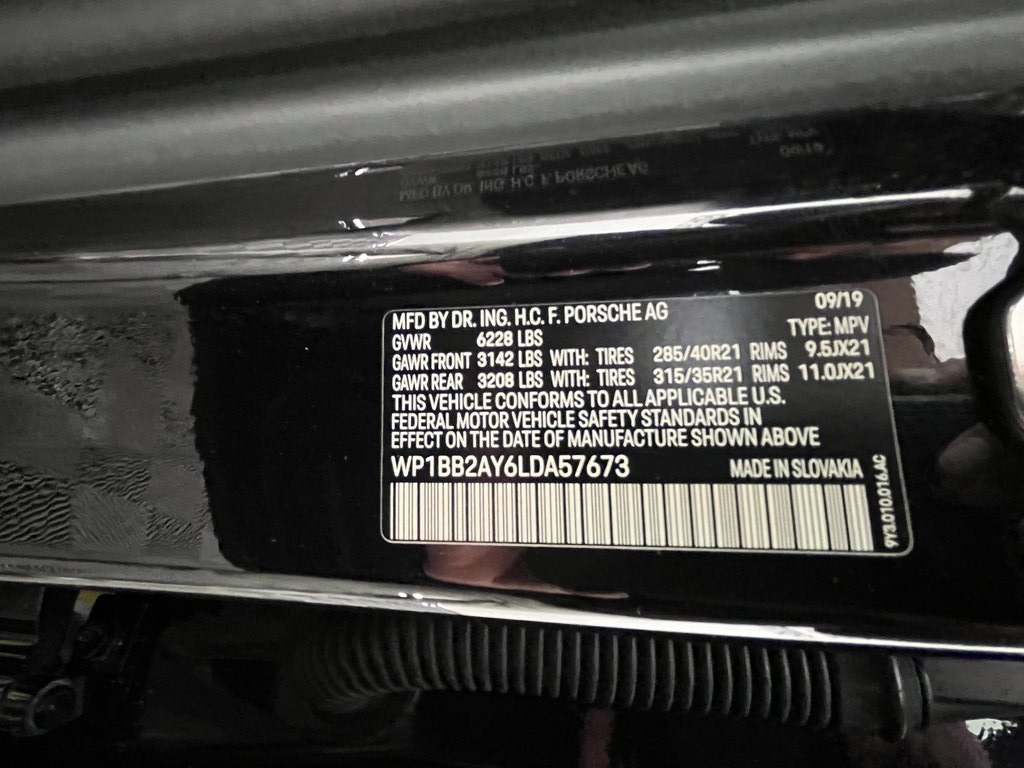 MFD BY DR. ING. H.C. F. PORSCHE AG 09/19
GVWR 6228 LBS TYPE: MPV
GAWR FRONT 3142 LBS WITH: TIRES 285/40R21 RIMS 9.5JX21
GAWR REAR 3208 LBS WITH: TIRES 315/35R21 RIMS 11.0JX21
THIS VEHICLE CONFORMS TO ALL APPLICABLE U.S.
FEDERAL MOTOR VEHICLE SAFETY STANDARDS IN
EFFECT ON THE DATE OF MANUFACTURE SHOWN ABOVE
WP1BB2AY6LDA57673 MADE IN SLOVAKIA
9Y3.010.016.AC